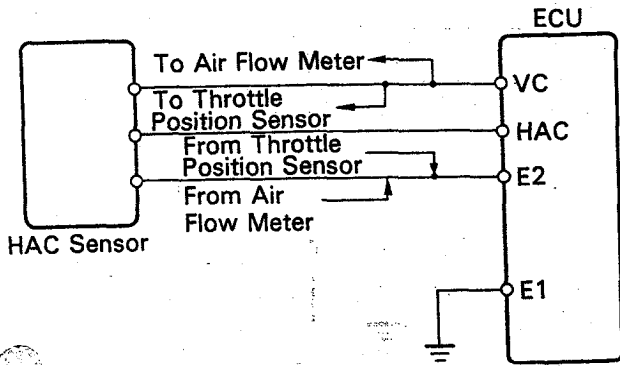 ECU
To Air Flow Meter
VC
To Throttle
Position Sensor
HAC
From Throttle
Position Sensor
E2
From Air
Flow Meter
HAC Sensor
E1